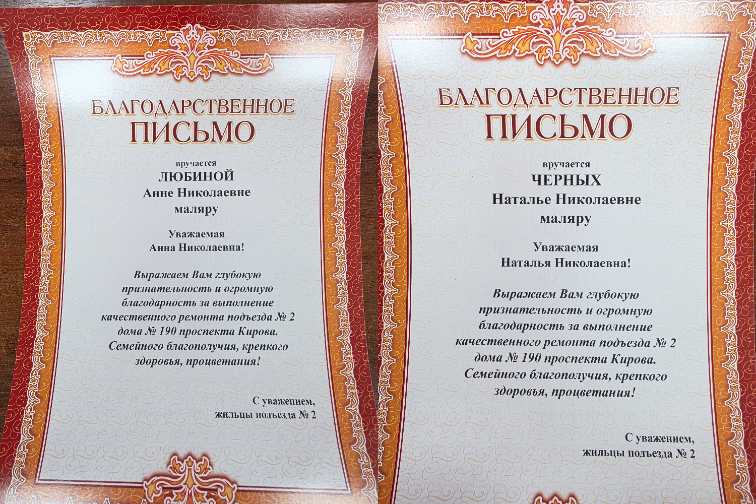 БЛАГОДАРСТВЕННОЕ
ПИСЬМО
вручается
ЛЮБИНОЙ
Анне Николаевне
маляру
Уважаемая
Анна Николаевна!
Выражаем Вам глубокую
признательность и огромную
благодарность за выполнение
качественного ремонта подъезда № 2
дома № 190 проспекта Кирова.
Семейного благополучия, крепкого
здоровья, процветания!
С уважением,
жильцы подъезда № 2
БЛАГОДАРСТВЕННОЕ
ПИСЬМО
вручается
ЧЕРНЫХ
Наталье Николаевне
маляру
Уважаемая
Наталья Николаевна!
Выражаем Вам глубокую
признательность и огромную
благодарность за выполнение
качественного ремонта подъезда № 2
дома № 190 проспекта Кирова.
Семейного благополучия, крепкого
здоровья, процветания!
С уважением,
жильцы подъезда № 2